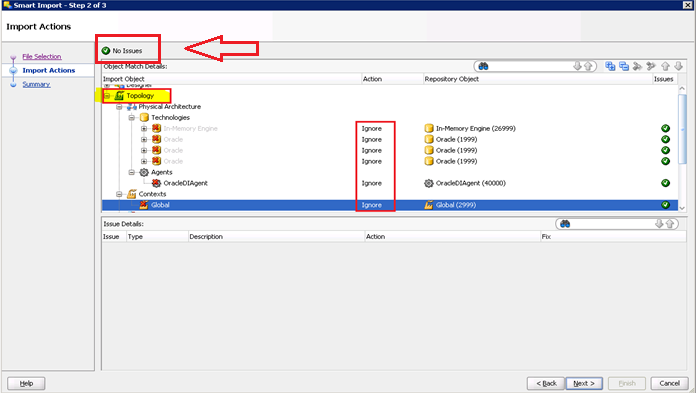 Smart Import - Step 2 of 3
Import Actions
File Selection
Import Actions
Summary
No Issues
Object Match Details:
Import Object Action Repository Object Issues
Designer
Topology
Physical Architecture
Technologies
In-Memory Engine Ignore In-Memory Engine (26999)
Oracle Ignore Oracle (1999)
Oracle Ignore Oracle (1999)
Oracle Ignore Oracle (1999)
Agents
OracleDIAgent Ignore OracleDIAgent (40000)
Contexts
Global Ignore Global (2999)
Issue Details:
Issue Type Description Action Fix
Help < Back Next > Finish Cancel